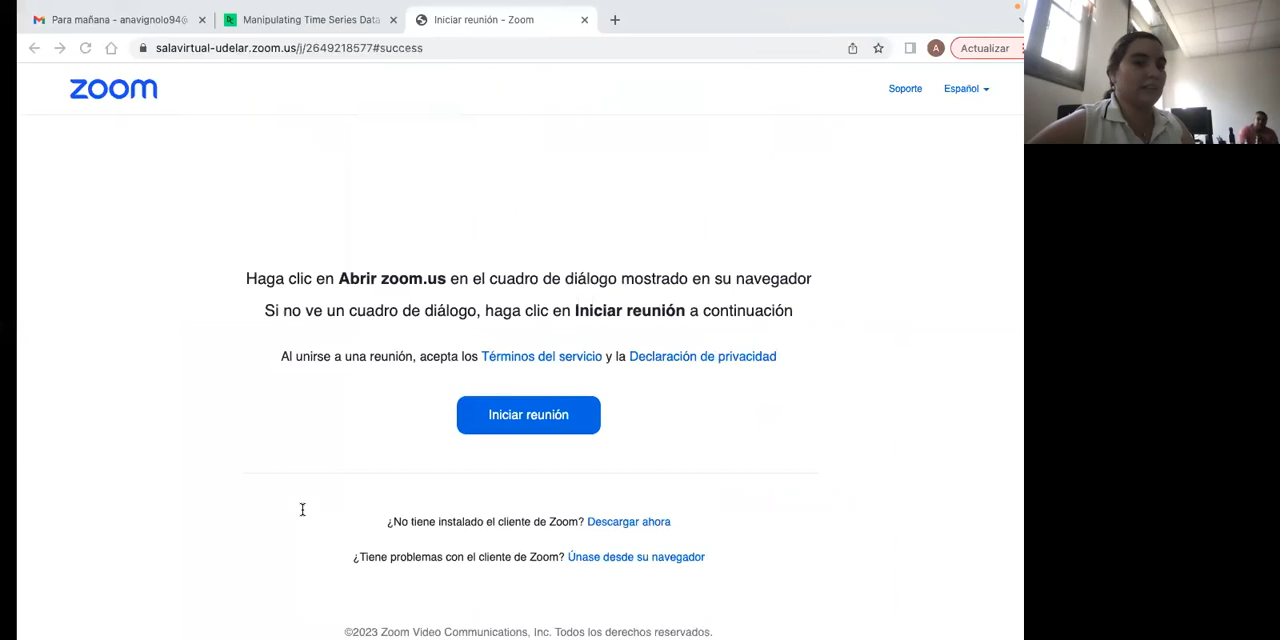 Para mañana - anavignolo94@
Manipulating Time Series Data
Iniciar reunión - Zoom
salavirtual-udelar.zoom.us/j/2649218577#success
A
Actualizar
zoom
Soporte
Español
Haga clic en Abrir zoom.us en el cuadro de diálogo mostrado en su navegador
Si no ve un cuadro de diálogo, haga clic en Iniciar reunión a continuación
Al unirse a una reunión, acepta los Términos del servicio y la Declaración de privacidad
Iniciar reunión
¿No tiene instalado el cliente de Zoom? Descargar ahora
¿Tiene problemas con el cliente de Zoom? Únase desde su navegador
©2023 Zoom Video Communications, Inc. Todos los derechos reservados.